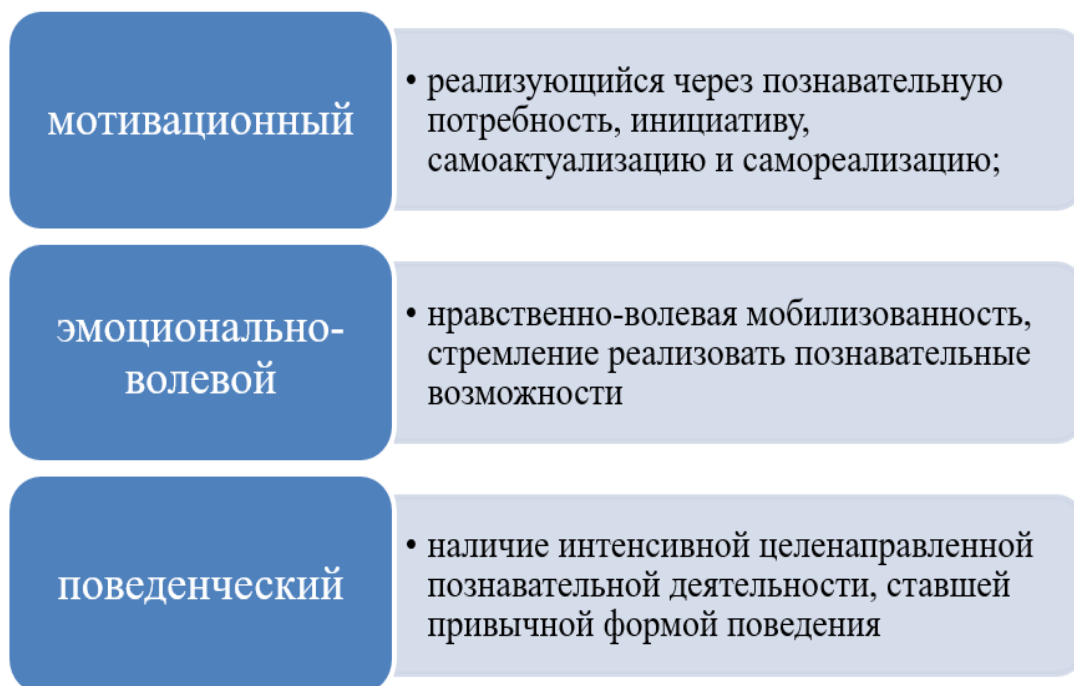 мотивационный
• реализующийся через познавательную
потребность, инициативу,
самоактуализацию и самореализацию;
эмоционально-
волевой
• нравственно-волевая мобилизованность,
стремление реализовать познавательные
возможности
поведенческий
• наличие интенсивной целенаправленной
познавательной деятельности, ставшей
привычной формой поведения